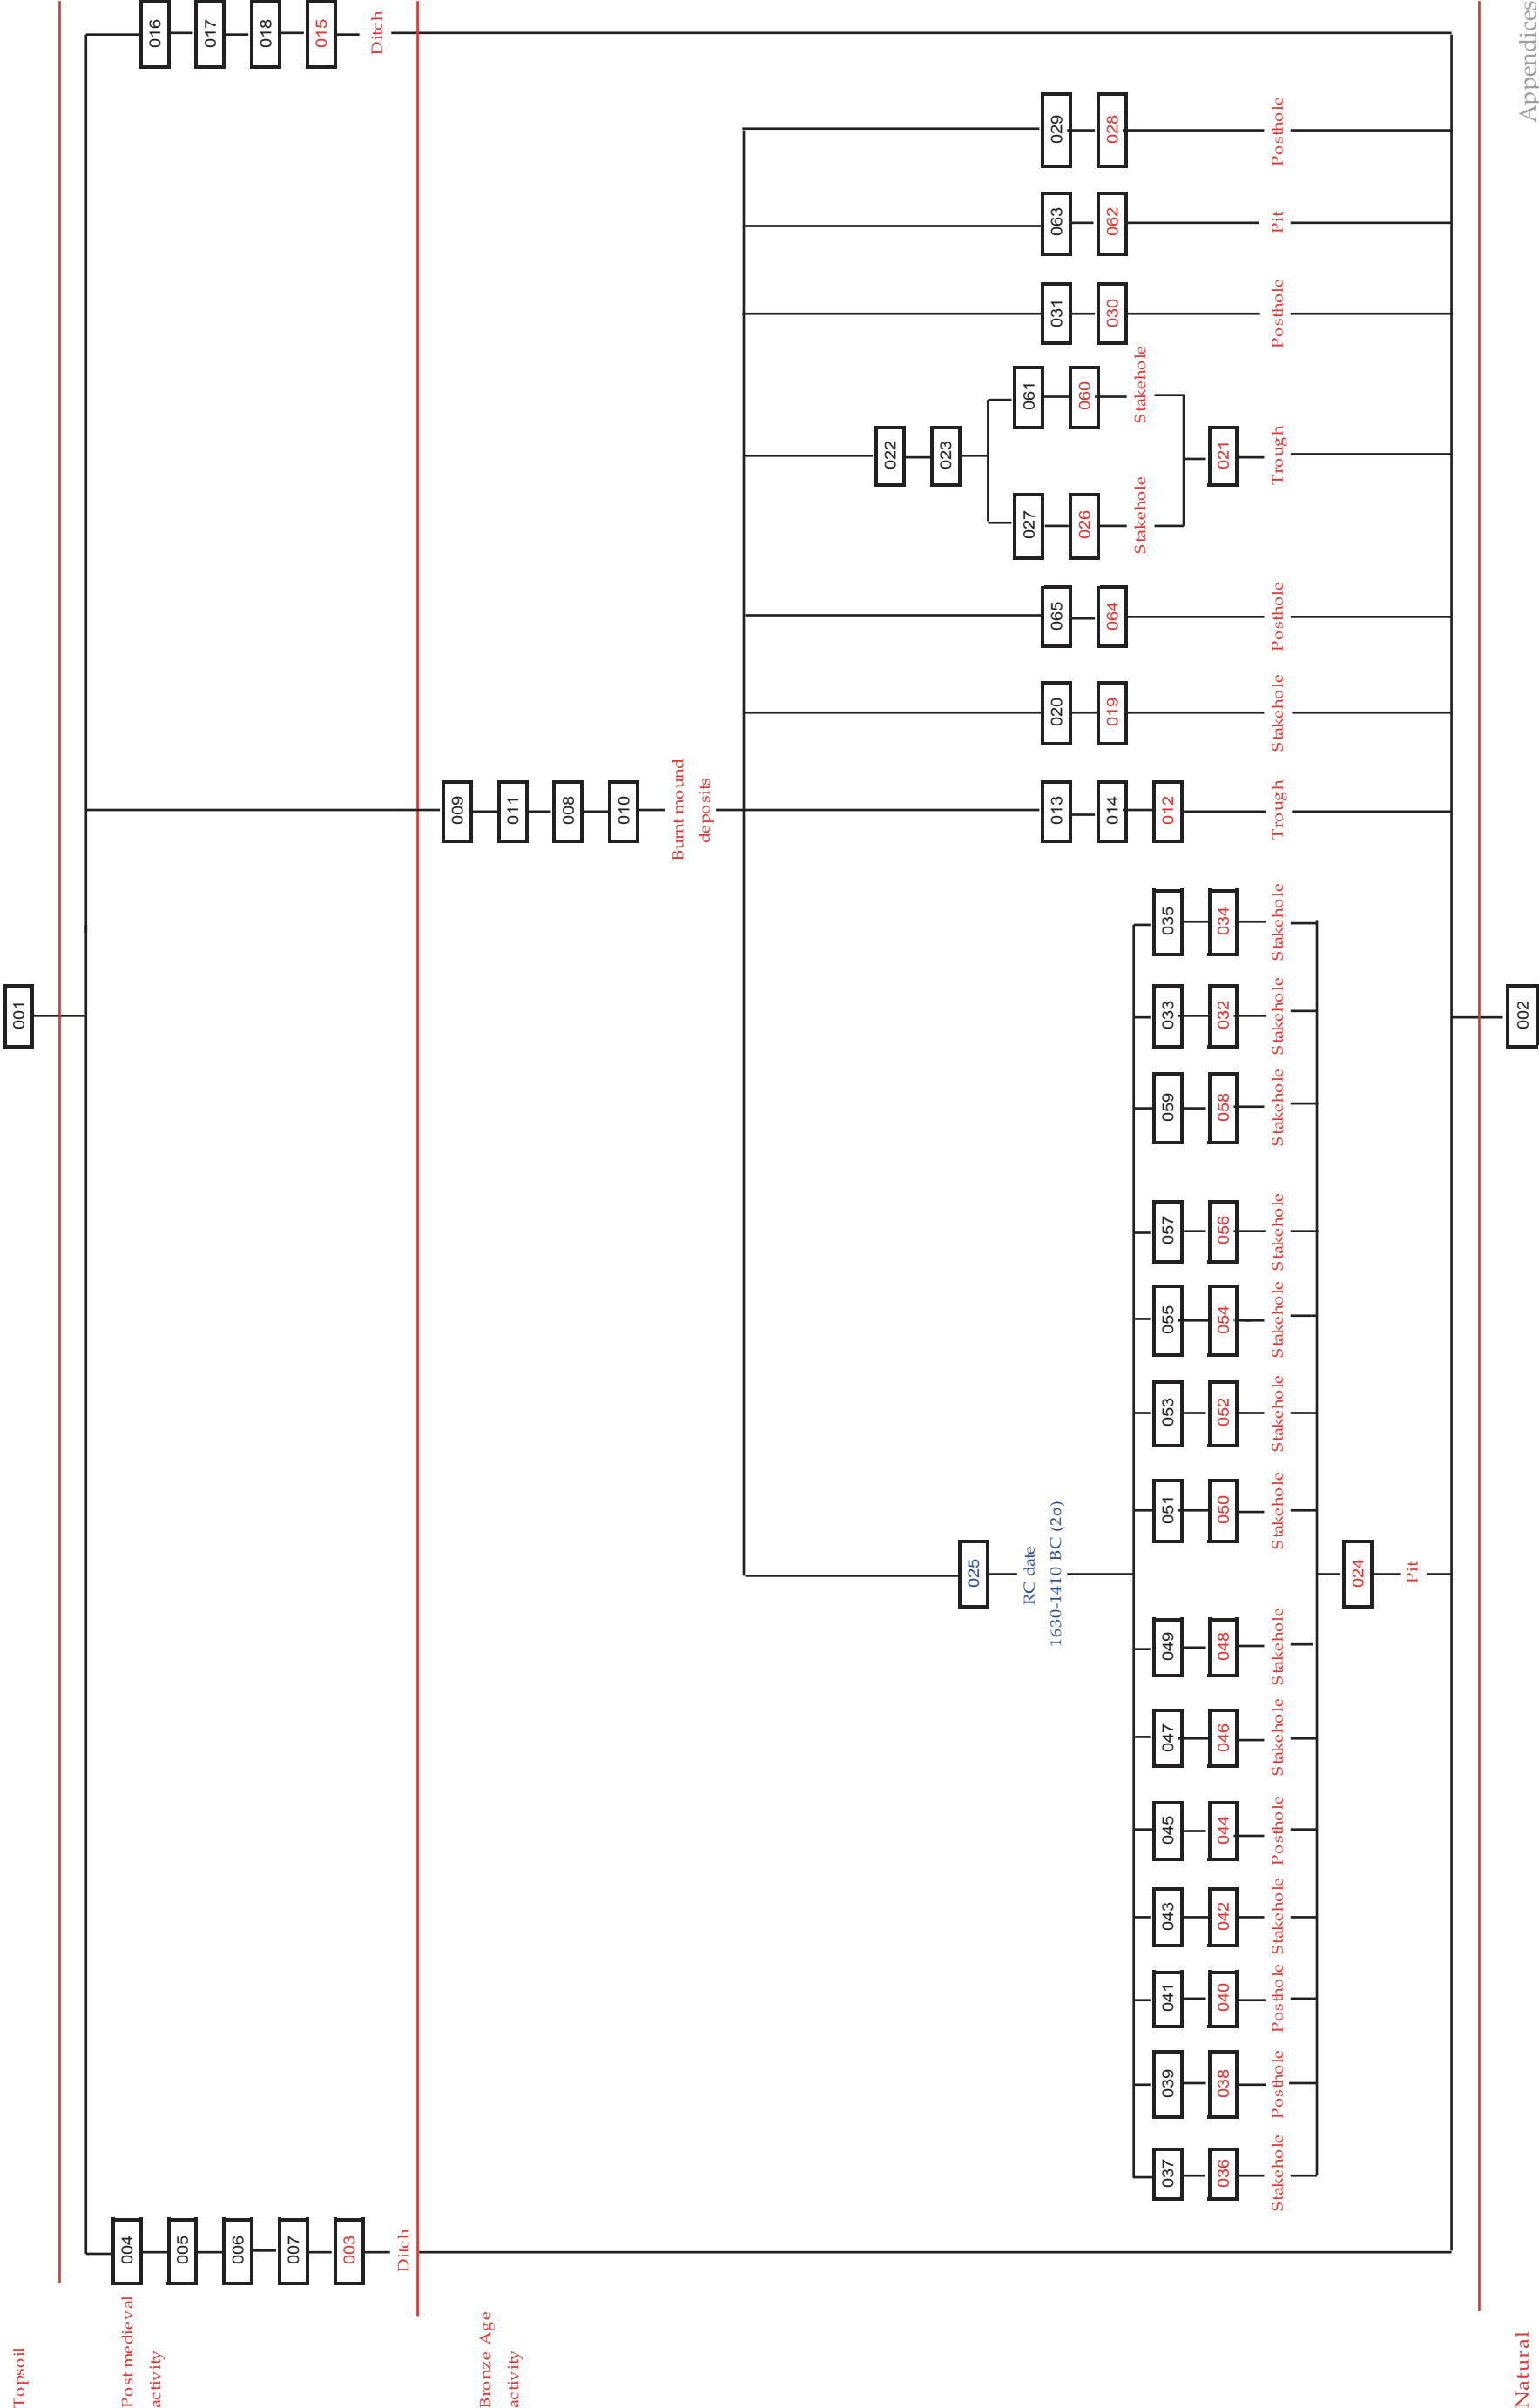 Topsoil
001
Post medieval
activity
004
005
006
007
003
Ditch
016
017
018
015
Ditch
Bronze Age
activity
009
011
008
010
Burnt mound
deposits
025
RC date
1630-1410 BC (2σ)
037
036
Stakehole
039
038
Posthole
041
040
Posthole
043
042
Stakehole
045
044
Posthole
047
046
Stakehole
049
048
Stakehole
051
050
Stakehole
053
052
Stakehole
055
054
Stakehole
057
056
Stakehole
059
058
Stakehole
033
032
Stakehole
035
034
Stakehole
024
Pit
013
014
012
Trough
020
019
Stakehole
065
064
Posthole
022
023
027
026
Stakehole
061
060
Stakehole
021
Trough
031
030
Posthole
063
062
Pit
029
028
Posthole
Natural
002
Appendices